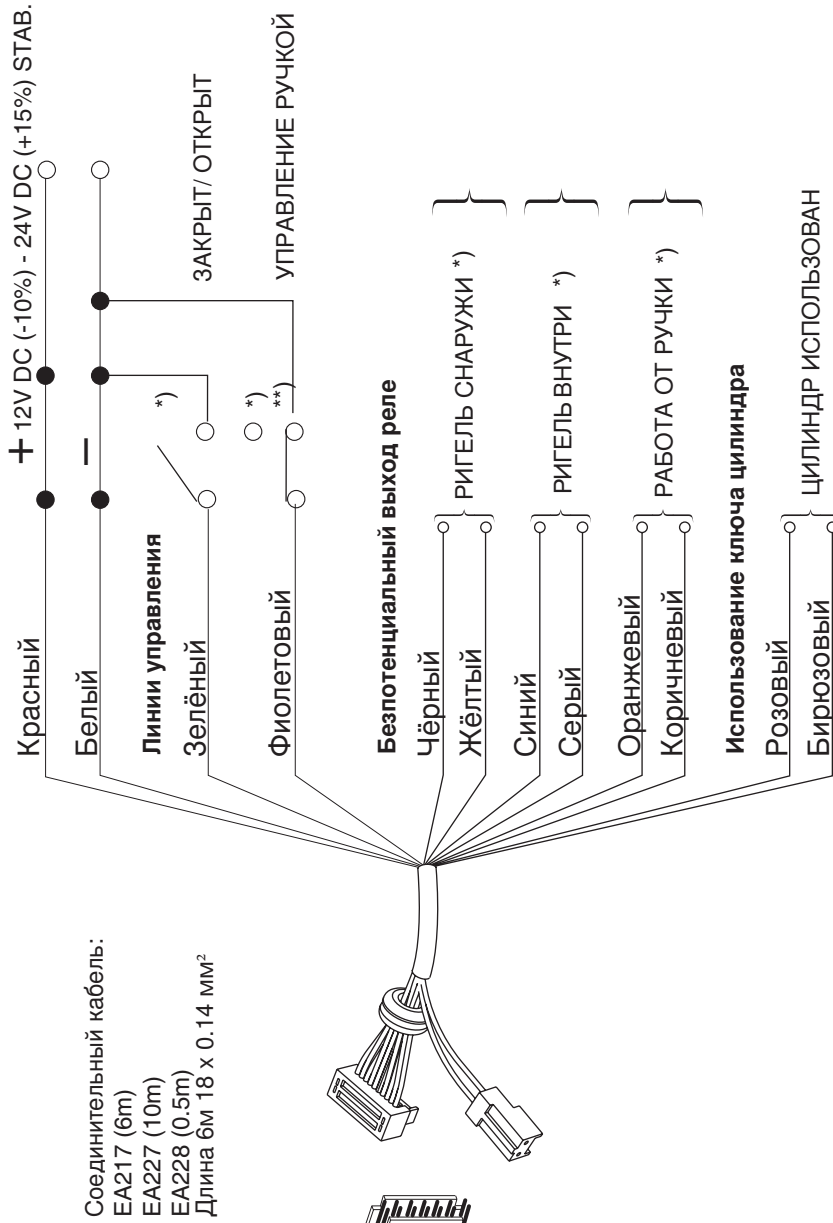 + 12V DC (-10%) - 24V DC (+15%) STAB.
Красный
Белый
–
Линии управления
Зелёный
*)
ЗАКРЫТ/ ОТКРЫТ
*)
Фиолетовый
**)
УПРАВЛЕНИЕ РУЧКОЙ
Безпотенциальный выход реле
Чёрный
Жёлтый
РИГЕЛЬ СНАРУЖИ *)
Синий
Серый
РИГЕЛЬ ВНУТРИ *)
Оранжевый
Коричневый
РАБОТА ОТ РУЧКИ *)
Использование ключа цилиндра
Розовый
Бирюзовый
ЦИЛИНДР ИСПОЛЬЗОВАН
Соединительный кабель:
EA217 (6m)
EA227 (10m)
EA228 (0.5m)
Длина 6м 18 x 0.14 мм²